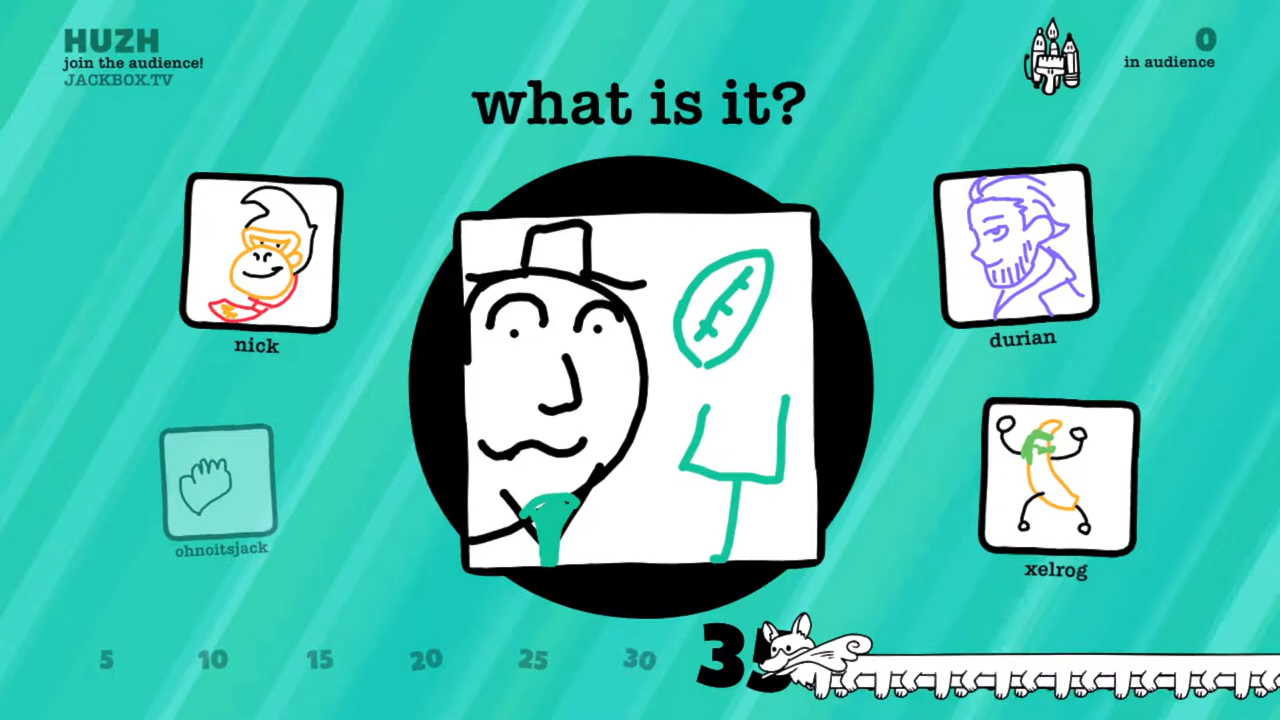 HUZH
join the audience!
JACKBOX.TV
0
in audience
what is it?
nick
durian
ohnoitsjack
xelrog
5 10 15 20 25 30 35